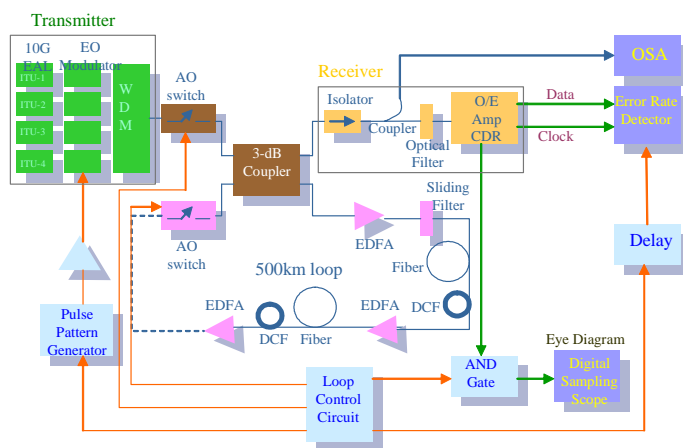 Transmitter
10G
EAL
EO
Modulator
ITU-1
ITU-2
ITU-3
ITU-4
W
D
M
AO
switch
Receiver
Isolator
Coupler
Optical
Filter
O/E
Amp
CDR
Data
Clock
OSA
Error Rate
Detector
3-dB
Coupler
AO
switch
Sliding
Filter
EDFA
Fiber
Delay
500km loop
EDFA
DCF
Fiber
EDFA
DCF
Pulse
Pattern
Generator
Loop
Control
Circuit
AND
Gate
Eye Diagram
Digital
Sampling
Scope